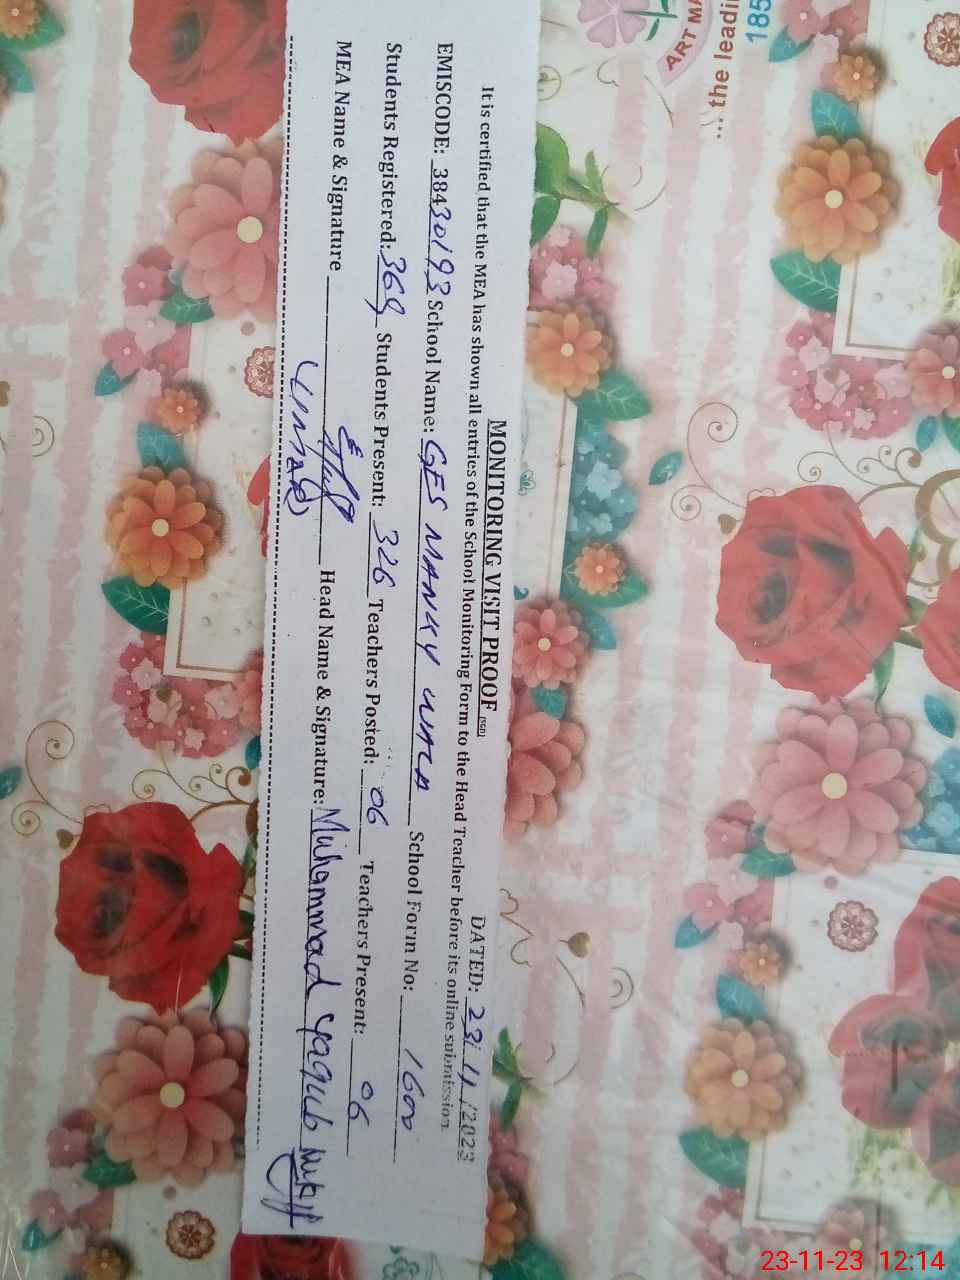 MONITORING VISIT PROOF (SGD)
DATED: 23/11/2023
It is certified that the MEA has shown all entries of the School Monitoring Form to the Head Teacher before its online submission.
EMISCODE: 38430193 School Name: GES MANKY WALA School Form No: 1600
Students Registered: 369 Students Present: 326 Teachers Posted: 06 Teachers Present: 06
MEA Name & Signature Head Name & Signature: Muhammad Yaqub
... the leadi
185
ART
23-11-23 12:14